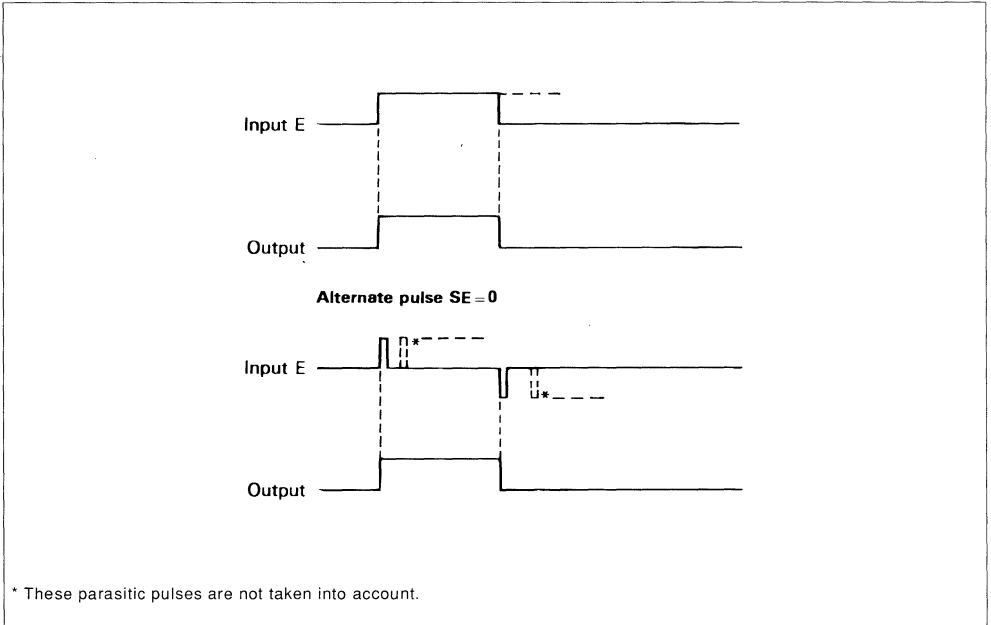 Input E
Output
Alternate pulse SE = 0
Input E
*
*
Output
* These parasitic pulses are not taken into account.